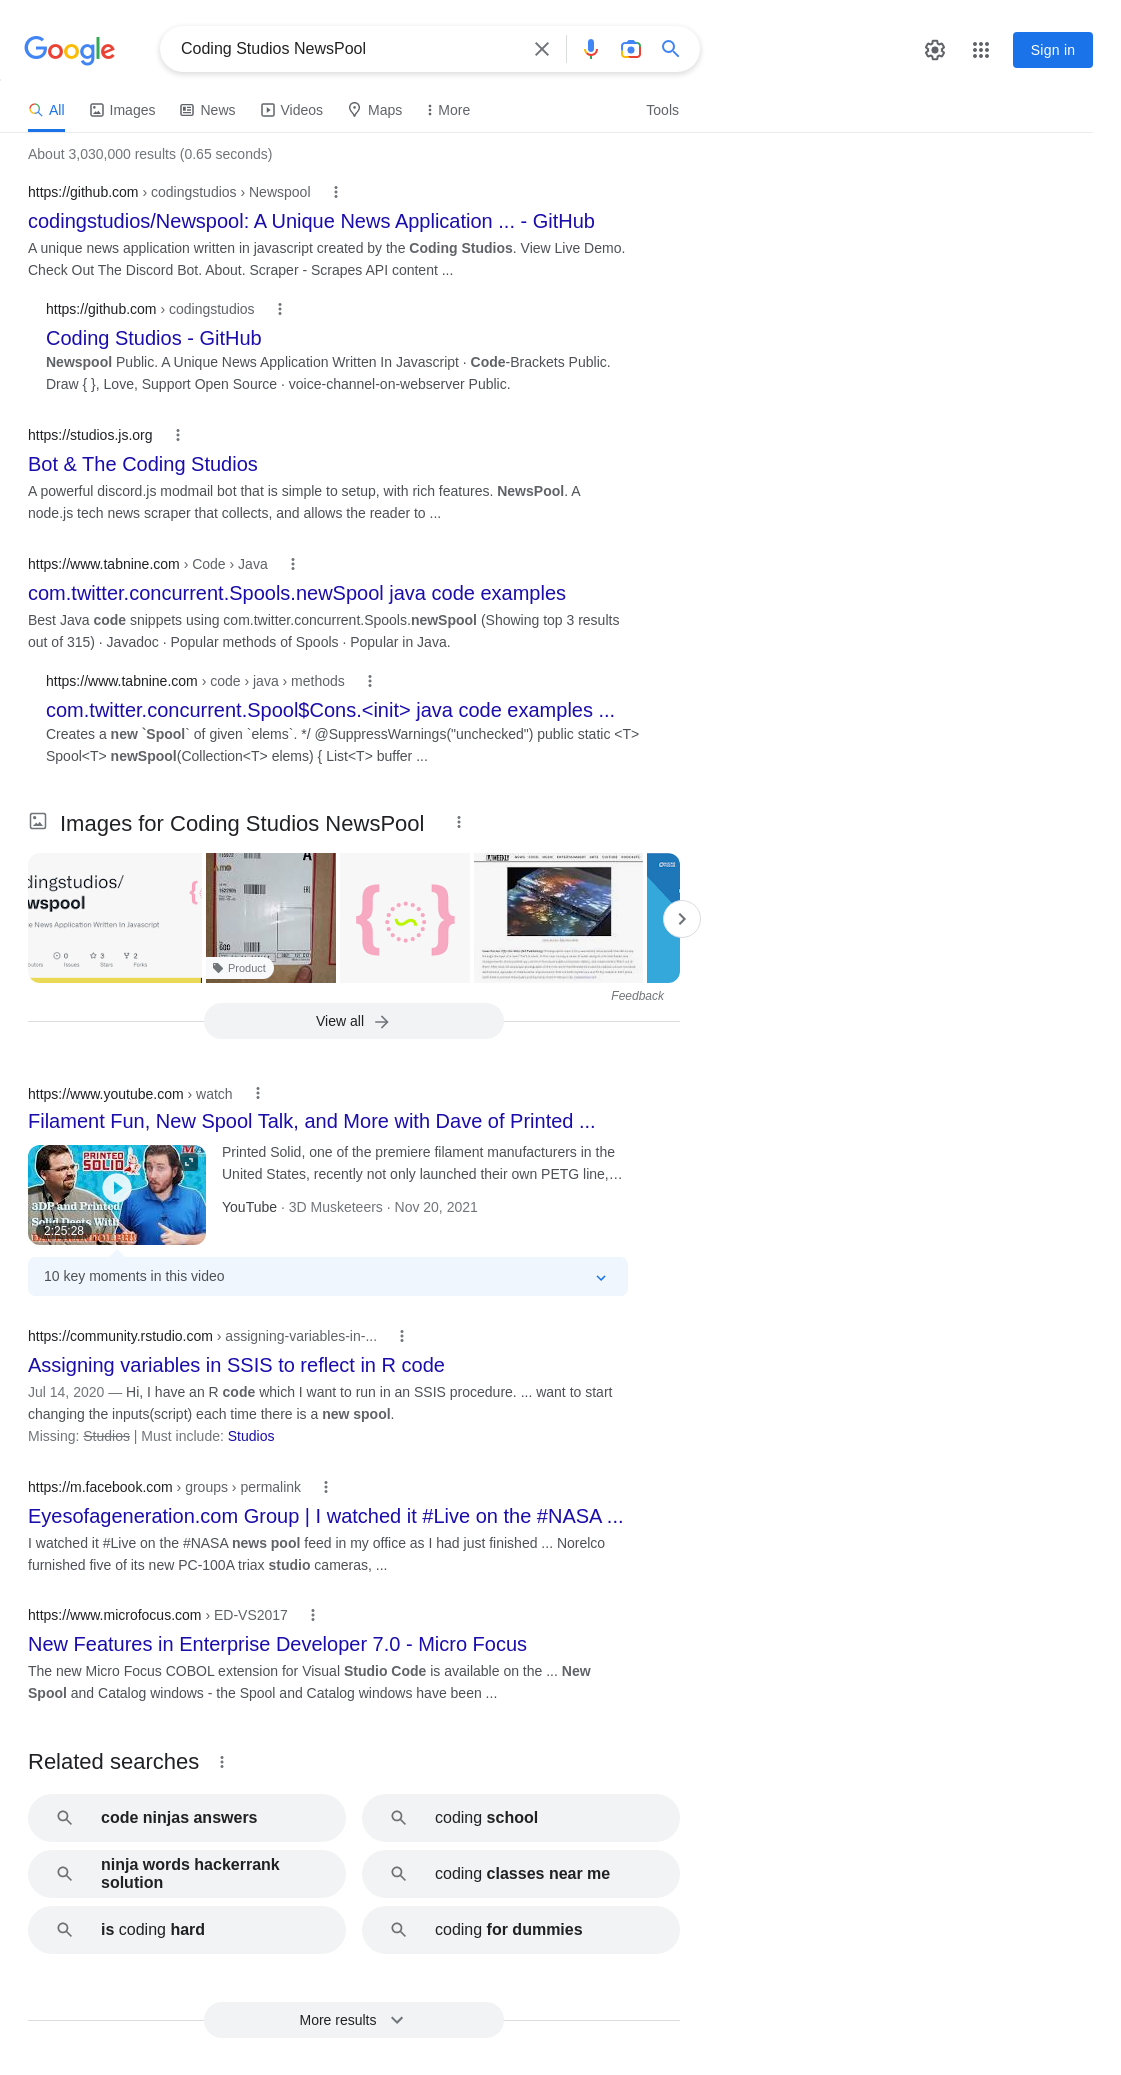 Google
Coding Studios NewsPool
Sign in
All Images News Videos Maps More Tools
About 3,030,000 results (0.65 seconds)
https://github.com › codingstudios › Newspool
codingstudios/Newspool: A Unique News Application ... - GitHub
A unique news application written in javascript created by the Coding Studios. View Live Demo.
Check Out The Discord Bot. About. Scraper - Scrapes API content ...
https://github.com › codingstudios
Coding Studios - GitHub
Newspool Public. A Unique News Application Written In Javascript · Code-Brackets Public.
Draw { }, Love, Support Open Source · voice-channel-on-webserver Public.
https://studios.js.org
Bot & The Coding Studios
A powerful discord.js modmail bot that is simple to setup, with rich features. NewsPool. A
node.js tech news scraper that collects, and allows the reader to ...
https://www.tabnine.com › Code › Java
com.twitter.concurrent.Spools.newSpool java code examples
Best Java code snippets using com.twitter.concurrent.Spools.newSpool (Showing top 3 results
out of 315) · Javadoc · Popular methods of Spools · Popular in Java.
https://www.tabnine.com › code › java › methods
com.twitter.concurrent.Spool$Cons.<init> java code examples ...
Creates a new `Spool` of given `elems`. */ @SuppressWarnings("unchecked") public static <T>
Spool<T> newSpool(Collection<T> elems) { List<T> buffer ...
Images for Coding Studios NewsPool
dingstudios/
wspool
e News Application Written In Javascript
0 3 2
Issues Stars Forks
Product
Feedback
View all
https://www.youtube.com › watch
Filament Fun, New Spool Talk, and More with Dave of Printed ...
PRINTED
SOLID
3DP and Printed
Solid Deets With
2:25:28
Printed Solid, one of the premiere filament manufacturers in the
United States, recently not only launched their own PETG line,...
YouTube · 3D Musketeers · Nov 20, 2021
10 key moments in this video
https://community.rstudio.com › assigning-variables-in-...
Assigning variables in SSIS to reflect in R code
Jul 14, 2020 — Hi, I have an R code which I want to run in an SSIS procedure. ... want to start
changing the inputs(script) each time there is a new spool.
Missing: Studios | Must include: Studios
https://m.facebook.com › groups › permalink
Eyesofageneration.com Group | I watched it #Live on the #NASA ...
I watched it #Live on the #NASA news pool feed in my office as I had just finished ... Norelco
furnished five of its new PC-100A triax studio cameras, ...
https://www.microfocus.com › ED-VS2017
New Features in Enterprise Developer 7.0 - Micro Focus
The new Micro Focus COBOL extension for Visual Studio Code is available on the ... New
Spool and Catalog windows - the Spool and Catalog windows have been ...
Related searches
code ninjas answers
coding school
ninja words hackerrank
solution
coding classes near me
is coding hard
coding for dummies
More results